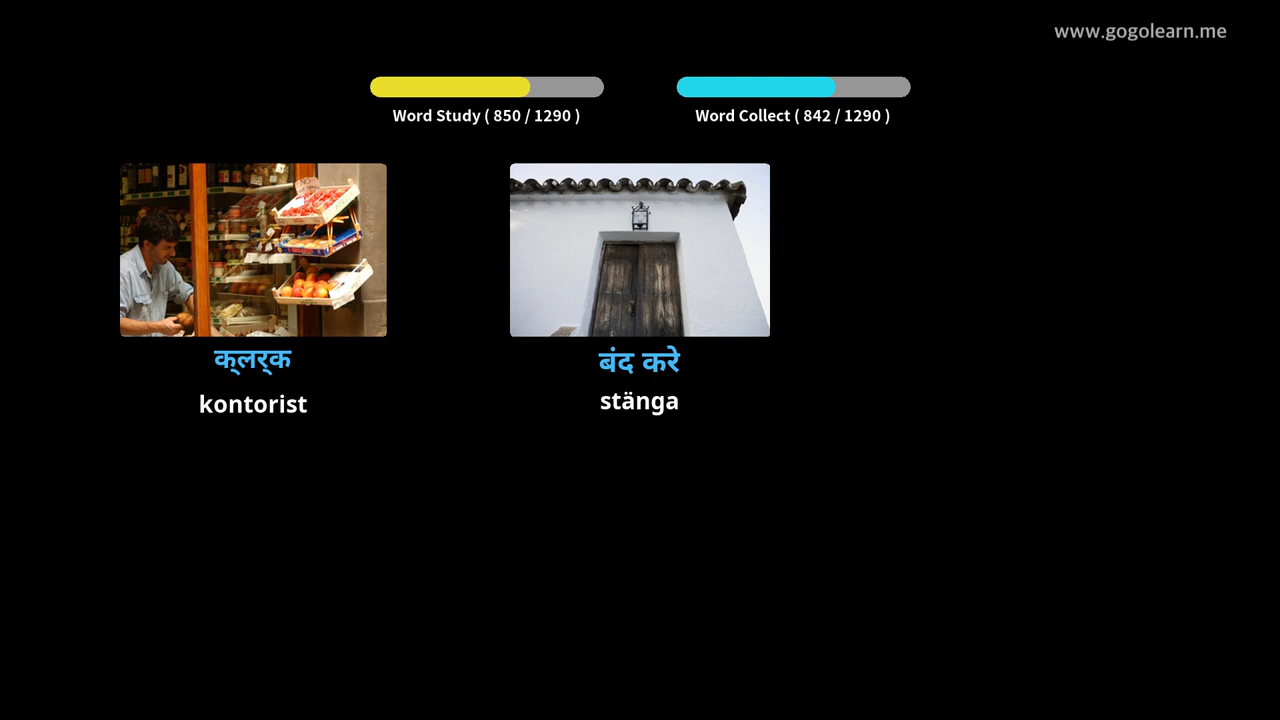 www.gogolearn.me
Word Study ( 850 / 1290 )
Word Collect ( 842 / 1290 )
क्लर्क
kontorist
बंद करे
stänga